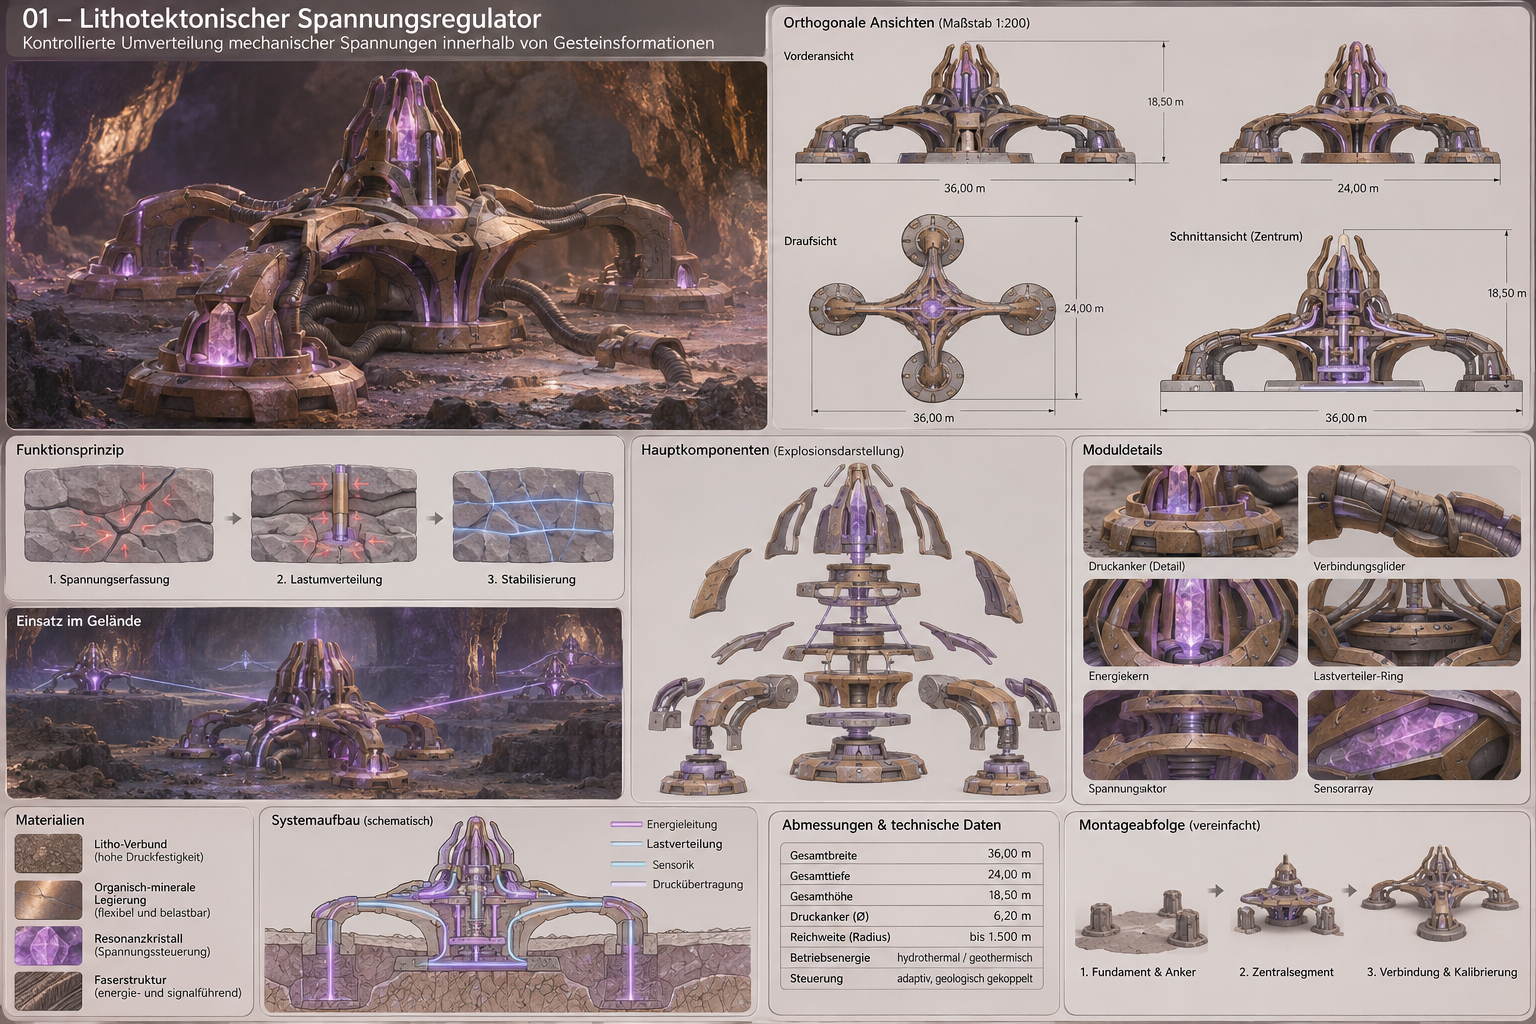 01 – Lithotektonischer Spannungsregulator
Kontrollierte Umverteilung mechanischer Spannungen innerhalb von Gesteinsformationen
Orthogonale Ansichten (Maßstab 1:200)
Vorderansicht
18,50 m
36,00 m
24,00 m
Draufsicht
24,00 m
36,00 m
Schnittansicht (Zentrum)
18,50 m
36,00 m
Funktionsprinzip
1. Spannungserfassung
2. Lastumverteilung
3. Stabilisierung
Einsatz im Gelände
Hauptkomponenten (Explosionsdarstellung)
Moduldetails
Druckanker (Detail)
Verbindungsglider
Energiekern
Lastverteiler-Ring
Spannungsaktor
Sensorarray
Materialien
Litho-Verbund
(hohe Druckfestigkeit)
Organisch-minerale
Legierung
(flexibel und belastbar)
Resonanzkristall
(Spannungssteuerung)
Faserstruktur
(energie- und signalführend)
Systemaufbau (schematisch)
Energieleitung
Lastverteilung
Sensorik
Druckübertragung
Abmessungen & technische Daten
Gesamtbreite 36,00 m
Gesamttiefe 24,00 m
Gesamthöhe 18,50 m
Druckanker (Ø) 6,20 m
Reichweite (Radius) bis 1.500 m
Betriebsenergie hydrothermal / geothermisch
Steuerung adaptiv, geologisch gekoppelt
Montageabfolge (vereinfacht)
1. Fundament & Anker
2. Zentralsegment
3. Verbindung & Kalibrierung